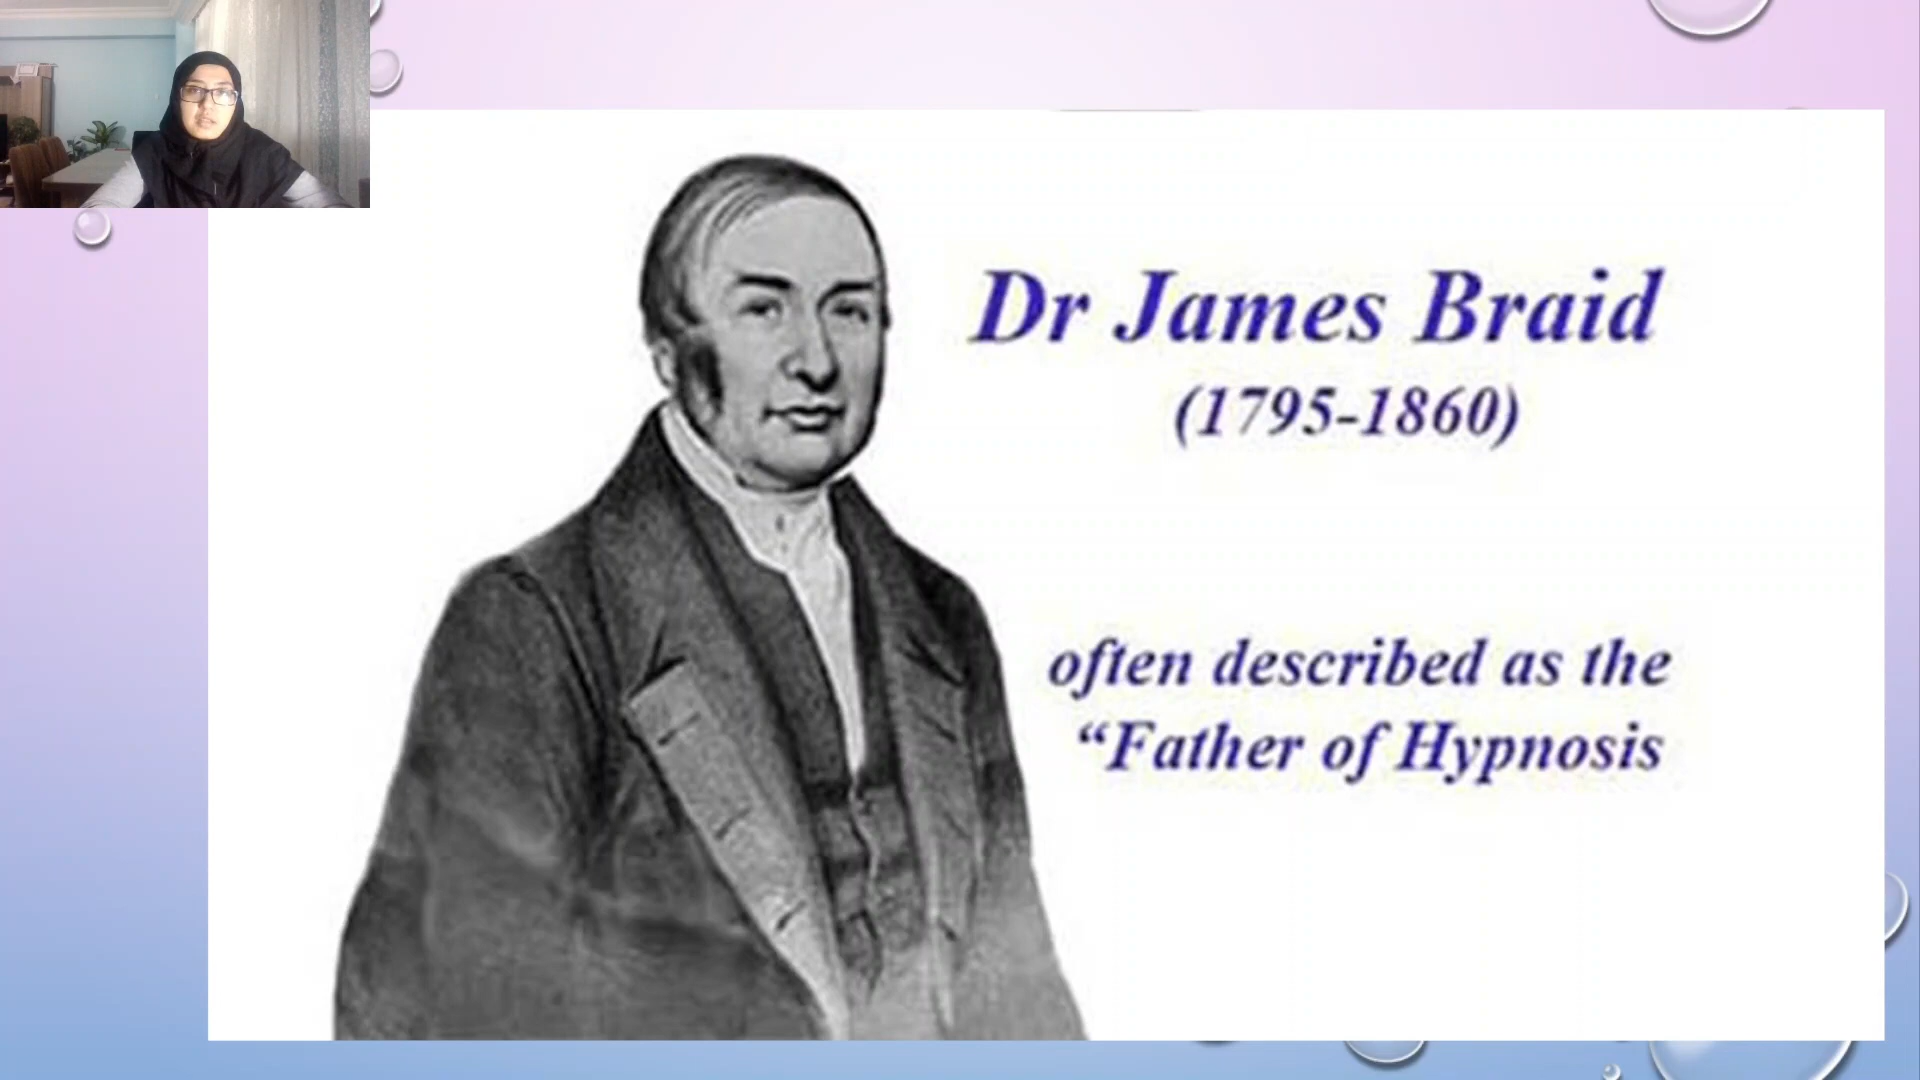 Dr James Braid
(1795-1860)
often described as the
“Father of Hypnosis